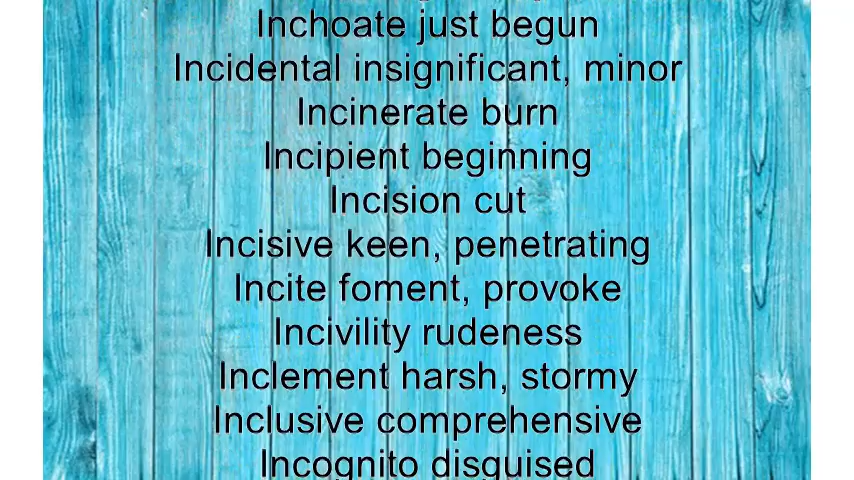 Inchoate just begun
Incidental insignificant, minor
Incinerate burn
Incipient beginning
Incision cut
Incisive keen, penetrating
Incite foment, provoke
Incivility rudeness
Inclement harsh, stormy
Inclusive comprehensive
Incognito disguised